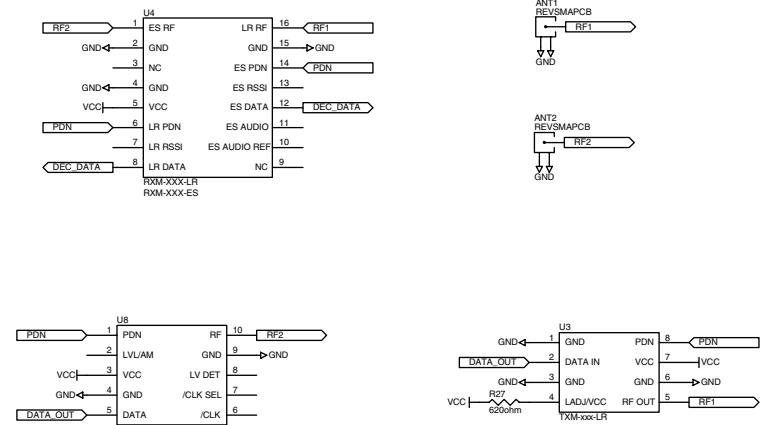 U4
RF2 1 ES RF LR RF 16 RF1
GND 2 GND GND 15 GND
3 NC ES PDN 14 PDN
GND 4 GND ES RSSI 13
VCC 5 VCC ES DATA 12 DEC_DATA
PDN 6 LR PDN ES AUDIO 11
7 LR RSSI ES AUDIO REF 10
DEC_DATA 8 LR DATA NC 9
RXM-XXX-LR
RXM-XXX-ES
ANT1
REVSMAPCB
RF1
GND
ANT2
REVSMAPCB
RF2
GND
U8
PDN 1 PDN RF 10 RF2
2 LVL/AM GND 9 GND
VCC 3 VCC LV DET 8
GND 4 GND /CLK SEL 7
DATA_OUT 5 DATA /CLK 6
U3
GND 1 GND PDN 8 PDN
DATA_OUT 2 DATA IN VCC 7 VCC
GND 3 GND GND 6 GND
R27
VCC 4 LADJ/VCC RF OUT 5 RF1
620ohm
TXM-xxx-LR